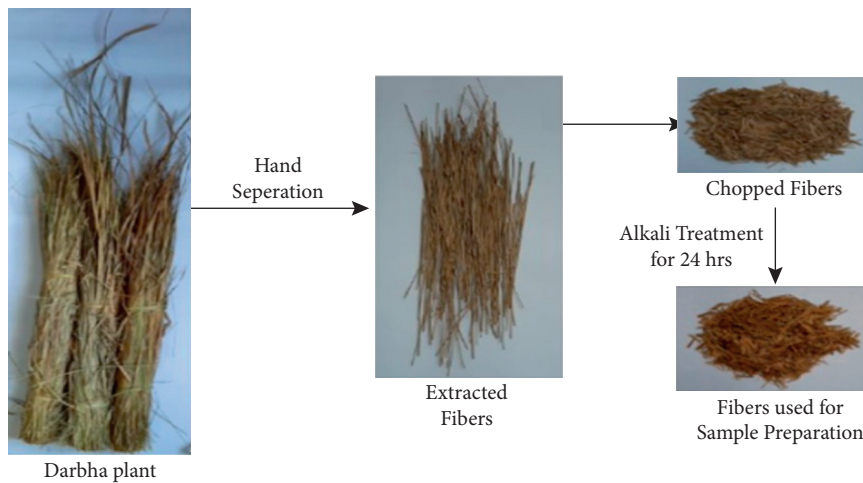 Darbha plant
Hand
Seperation
Extracted
Fibers
Chopped Fibers
Alkali Treatment
for 24 hrs
Fibers used for
Sample Preparation